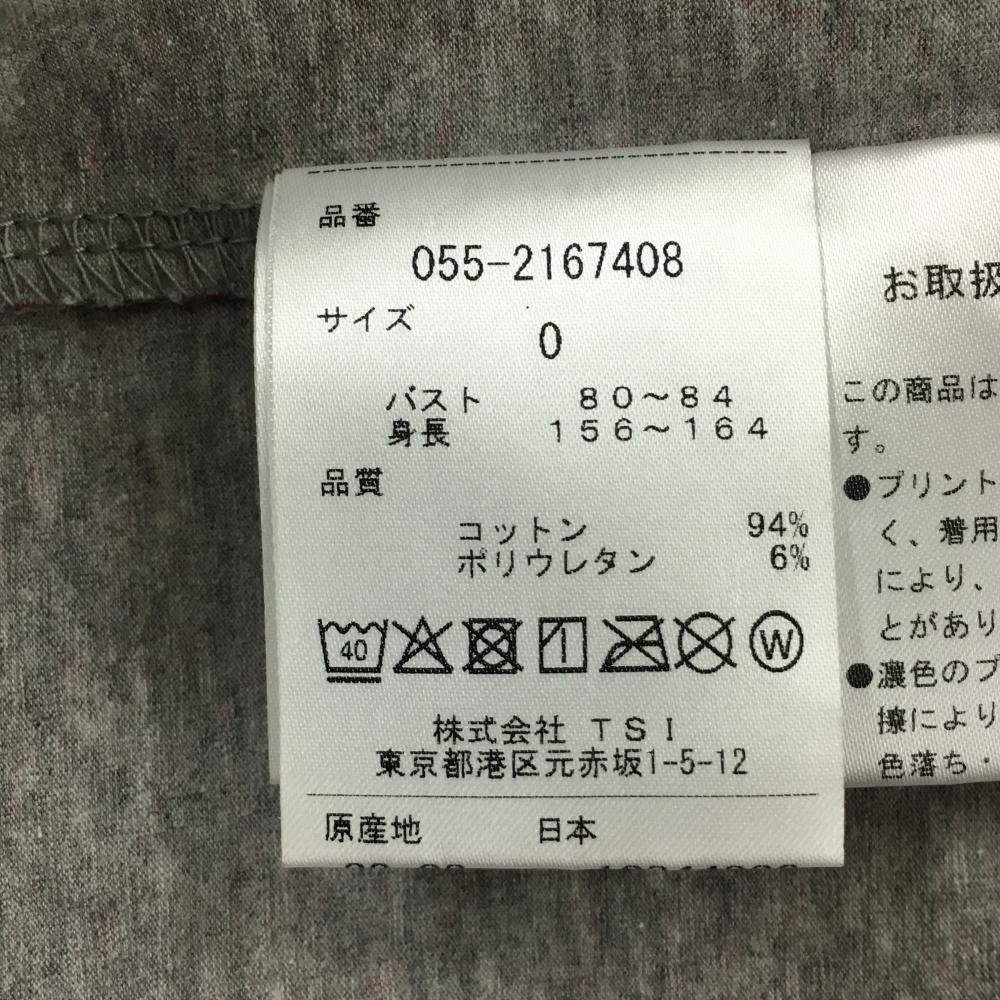 品番
055-2167408
サイズ
0
バスト 80～84
身長 156～164
品質
コットン 94%
ポリウレタン 6%
40
W
株式会社 TSI
東京都港区元赤坂1-5-12
原産地 日本
お取扱
この商品は
す。
●プリント
く、着用
により、
とがあり
●濃色のプ
擦により
色落ち・